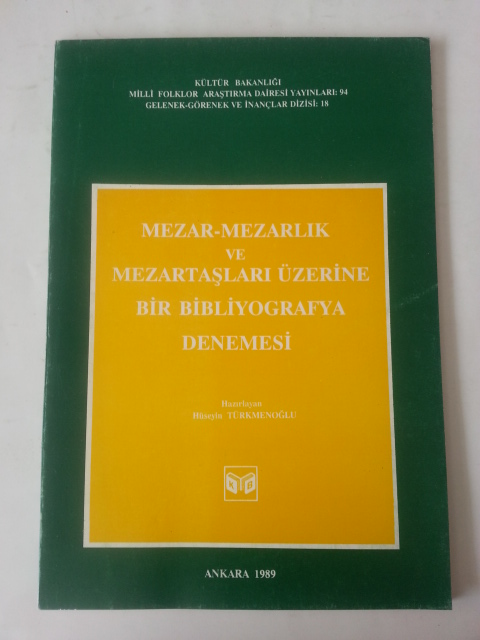 KÜLTÜR BAKANLIĞI
MİLLİ FOLKLOR ARAŞTIRMA DAİRESİ YAYINLARI: 94
GELENEK-GÖRENEK VE İNANÇLAR DİZİSİ: 18
MEZAR-MEZARLIK
VE
MEZARTAŞLARI ÜZERİNE
BİR BİBLİYOGRAFYA
DENEMESİ
Hazırlayan
Hüseyin TÜRKMENOĞLU
ANKARA 1989